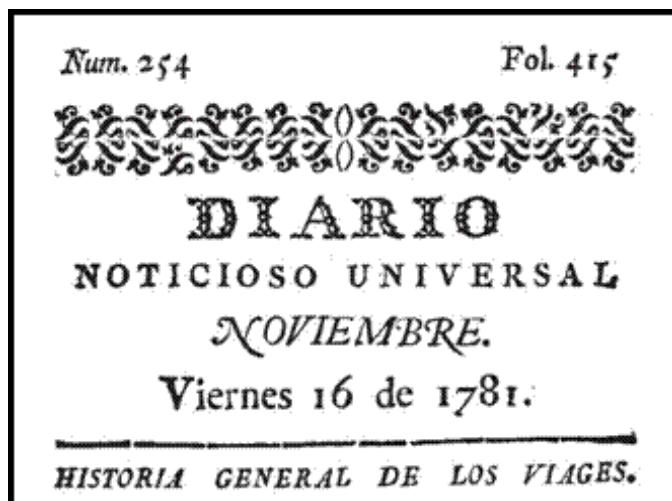 Num. 254 Fol. 415
DIARIO
NOTICIOSO UNIVERSAL
NOVIEMBRE.
Viernes 16 de 1781.
HISTORIA GENERAL DE LOS VIAGES.